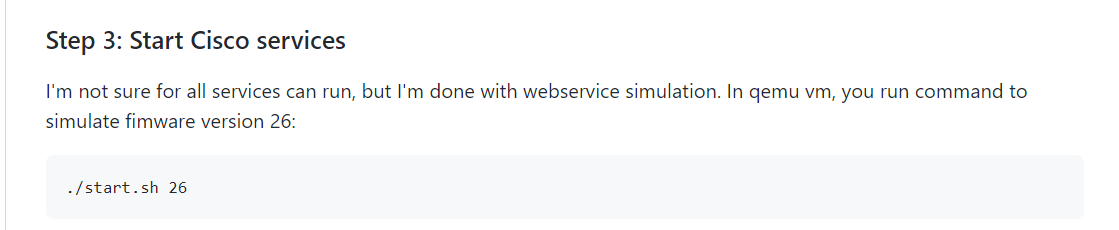 Step 3: Start Cisco services
I'm not sure for all services can run, but I'm done with webservice simulation. In qemu vm, you run command to
simulate fimware version 26:
./start.sh 26